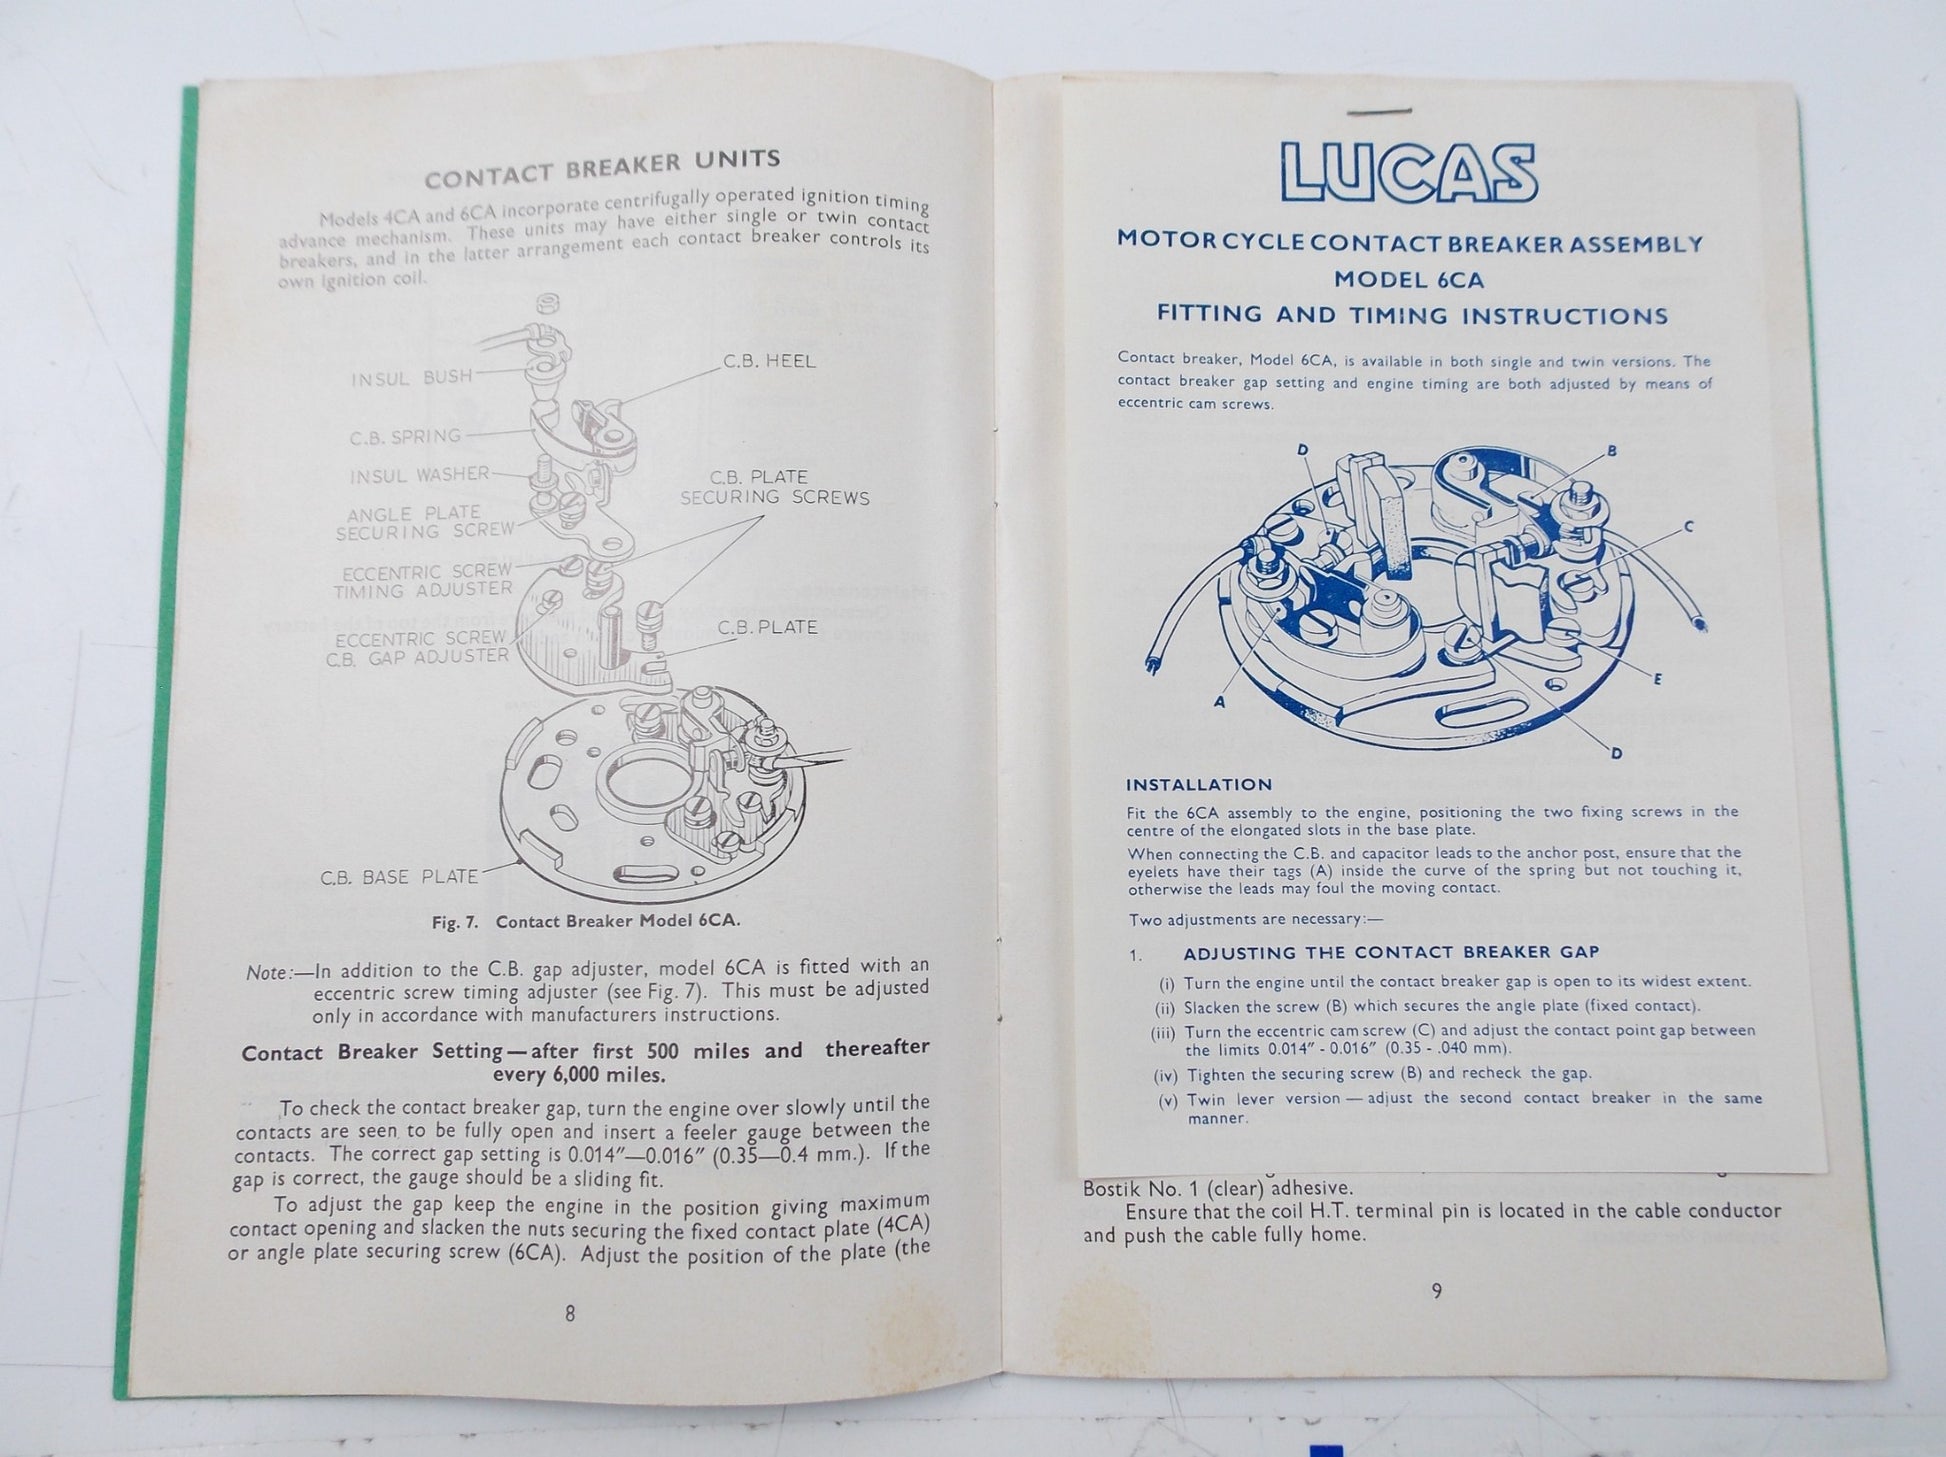 CONTACT BREAKER UNITS
Models 4CA and 6CA incorporate centrifugally operated ignition timing
advance mechanism. These units may have either single or twin contact
breakers, and in the latter arrangement each contact breaker controls its
own ignition coil.
INSUL BUSH
C.B. HEEL
C.B. SPRING
INSUL WASHER
C.B. PLATE
SECURING SCREWS
ANGLE PLATE
SECURING SCREW
ECCENTRIC SCREW
TIMING ADJUSTER
ECCENTRIC SCREW
C.B. GAP ADJUSTER
C.B. PLATE
C.B. BASE PLATE
Fig. 7. Contact Breaker Model 6CA.
Note:—In addition to the C.B. gap adjuster, model 6CA is fitted with an
eccentric screw timing adjuster (see Fig. 7). This must be adjusted
only in accordance with manufacturers instructions.
Contact Breaker Setting—after first 500 miles and thereafter
every 6,000 miles.
To check the contact breaker gap, turn the engine over slowly until the
contacts are seen to be fully open and insert a feeler gauge between the
contacts. The correct gap setting is 0.014″—0.016″ (0.35—0.4 mm.). If the
gap is correct, the gauge should be a sliding fit.
To adjust the gap keep the engine in the position giving maximum
contact opening and slacken the nuts securing the fixed contact plate (4CA)
or angle plate securing screw (6CA). Adjust the position of the plate (the
8
LUCAS
MOTOR CYCLE CONTACT BREAKER ASSEMBLY
MODEL 6CA
FITTING AND TIMING INSTRUCTIONS
Contact breaker, Model 6CA, is available in both single and twin versions. The
contact breaker gap setting and engine timing are both adjusted by means of
eccentric cam screws.
D
B
C
A
E
D
INSTALLATION
Fit the 6CA assembly to the engine, positioning the two fixing screws in the
centre of the elongated slots in the base plate.
When connecting the C.B. and capacitor leads to the anchor post, ensure that the
eyelets have their tags (A) inside the curve of the spring but not touching it,
otherwise the leads may foul the moving contact.
Two adjustments are necessary:—
1. ADJUSTING THE CONTACT BREAKER GAP
(i) Turn the engine until the contact breaker gap is open to its widest extent.
(ii) Slacken the screw (B) which secures the angle plate (fixed contact).
(iii) Turn the eccentric cam screw (C) and adjust the contact point gap between
the limits 0.014″ - 0.016″ (0.35 - .040 mm).
(iv) Tighten the securing screw (B) and recheck the gap.
(v) Twin lever version — adjust the second contact breaker in the same
manner.
Bostik No. 1 (clear) adhesive.
Ensure that the coil H.T. terminal pin is located in the cable conductor
and push the cable fully home.
9